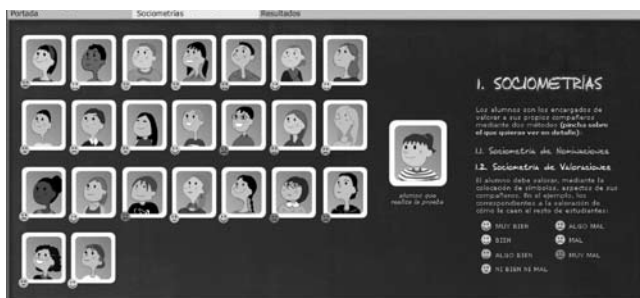 Portada
Sociometrías
Resultados
1. SOCIOMETRÍAS
Los alumnos son los encargados de
valorar a sus propios compañeros
mediante dos métodos (pincha sobre
el que quieras ver en detalle):
1.1. Sociometría de Nominaciones
1.2. Sociometría de Valoraciones
El alumno debe valorar, mediante la
colocación de símbolos, aspectos de sus
compañeros. En el ejemplo, los
correspondientes a la valoración de
cómo le caen el resto de estudiantes:
MUY BIEN
ALGO MAL
BIEN
MAL
ALGO BIEN
MUY MAL
NI BIEN NI MAL
alumno que
realiza la prueba